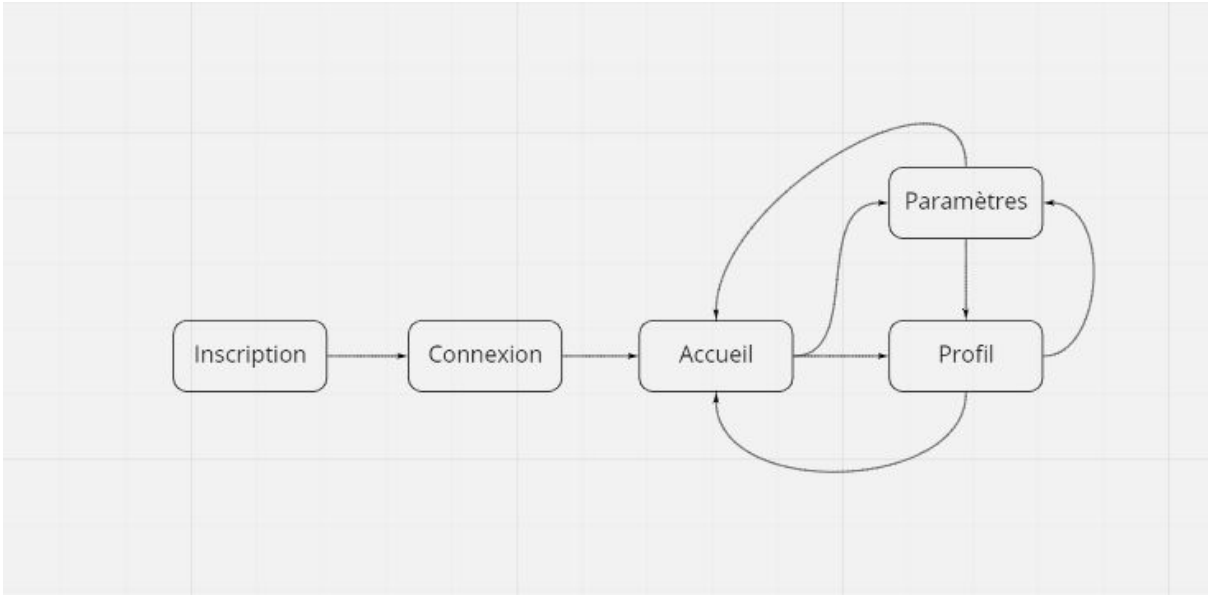 Paramètres
Inscription
Connexion
Accueil
Profil